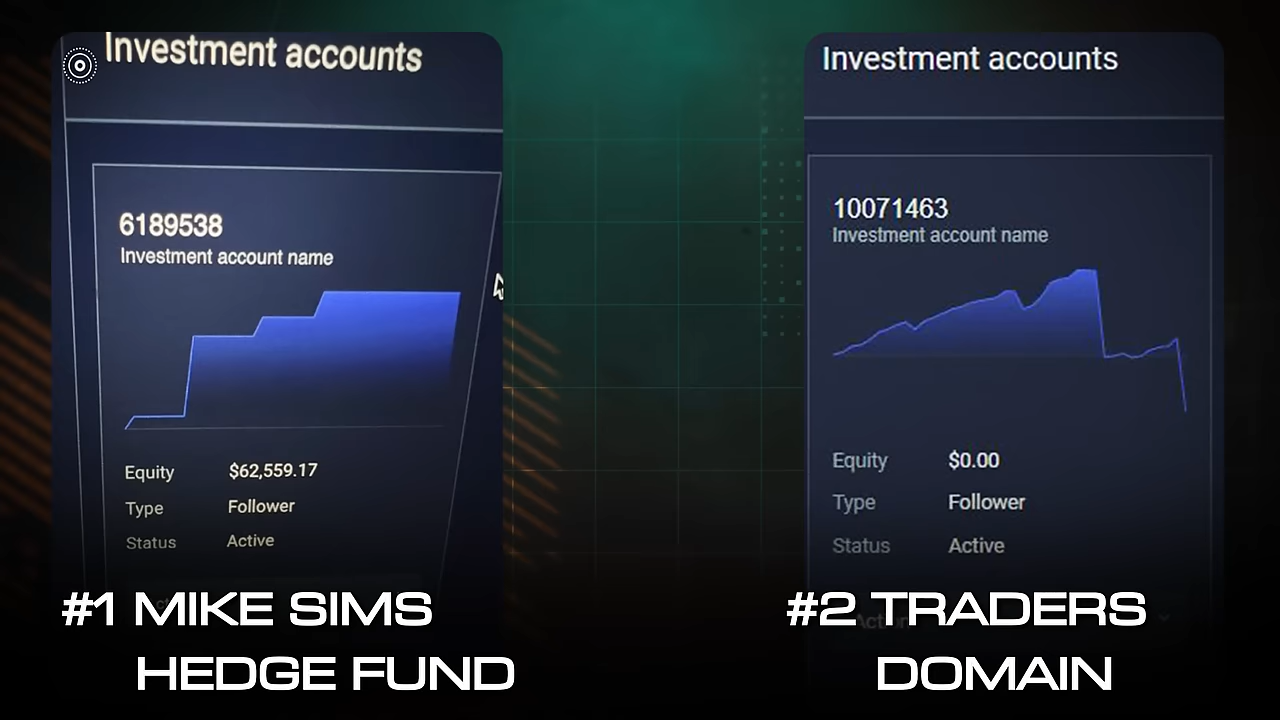 Investment accounts
6189538
Investment account name
Equity $62,559.17
Type Follower
Status Active
#1 MIKE SIMS
HEDGE FUND
Investment accounts
10071463
Investment account name
Equity $0.00
Type Follower
Status Active
#2 TRADERS
DOMAIN